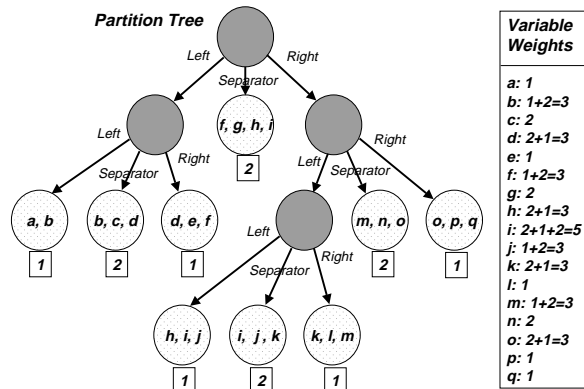 Partition Tree
Left
Separator
Right
f, g, h, i
2
Left
Separator
Right
Left
Separator
Right
a, b
1
b, c, d
2
d, e, f
1
m, n, o
2
o, p, q
1
Left
Separator
Right
h, i, j
1
i, j, k
2
k, l, m
1
Variable
Weights
a: 1
b: 1+2=3
c: 2
d: 2+1=3
e: 1
f: 1+2=3
g: 2
h: 2+1=3
i: 2+1+2=5
j: 1+2=3
k: 2+1=3
l: 1
m: 1+2=3
n: 2
o: 2+1=3
p: 1
q: 1